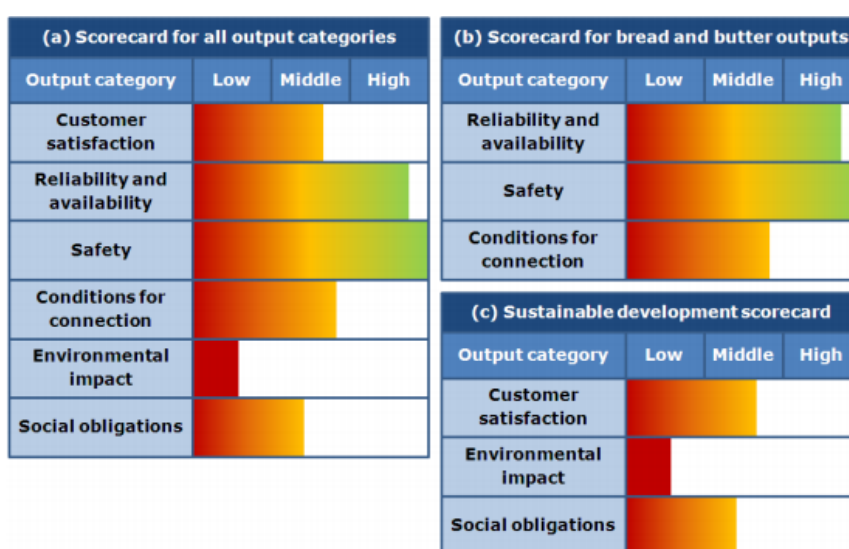 (a) Scorecard for all output categories
Output category Low Middle High
Customer
satisfaction
Reliability and
availability
Safety
Conditions for
connection
Environmental
impact
Social obligations
(b) Scorecard for bread and butter outputs
Output category Low Middle High
Reliability and
availability
Safety
Conditions for
connection
(c) Sustainable development scorecard
Output category Low Middle High
Customer
satisfaction
Environmental
impact
Social obligations